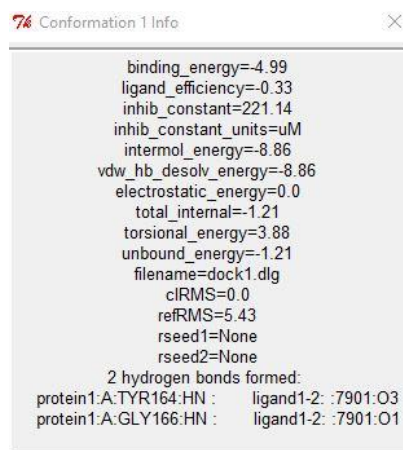 Conformation 1 Info
binding_energy=-4.99
ligand_efficiency=-0.33
inhib_constant=221.14
inhib_constant_units=uM
intermol_energy=-8.86
vdw_hb_desolv_energy=-8.86
electrostatic_energy=0.0
total_internal=-1.21
torsional_energy=3.88
unbound_energy=-1.21
filename=dock1.dlg
clRMS=0.0
refRMS=5.43
rseed1=None
rseed2=None
2 hydrogen bonds formed:
protein1:A:TYR164:HN : ligand1-2: :7901:O3
protein1:A:GLY166:HN : ligand1-2: :7901:O1